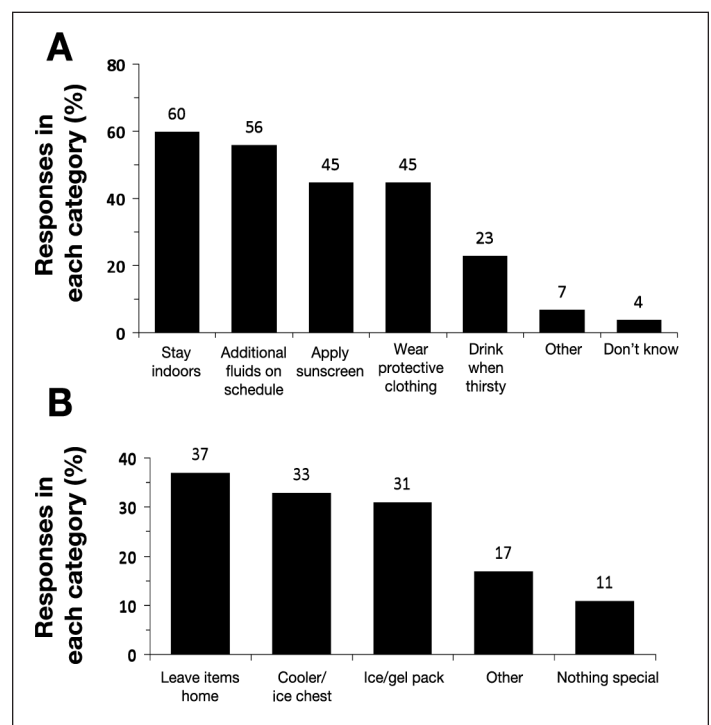 A
Responses in
each category (%)
80
60
40
20
0
60
56
45
45
23
7
4
Stay
indoors
Additional
fluids on
schedule
Apply
sunscreen
Wear
protective
clothing
Drink
when
thirsty
Other
Don't know
B
Responses in
each category (%)
40
30
20
10
0
37
33
31
17
11
Leave items
home
Cooler/
ice chest
Ice/gel pack
Other
Nothing special